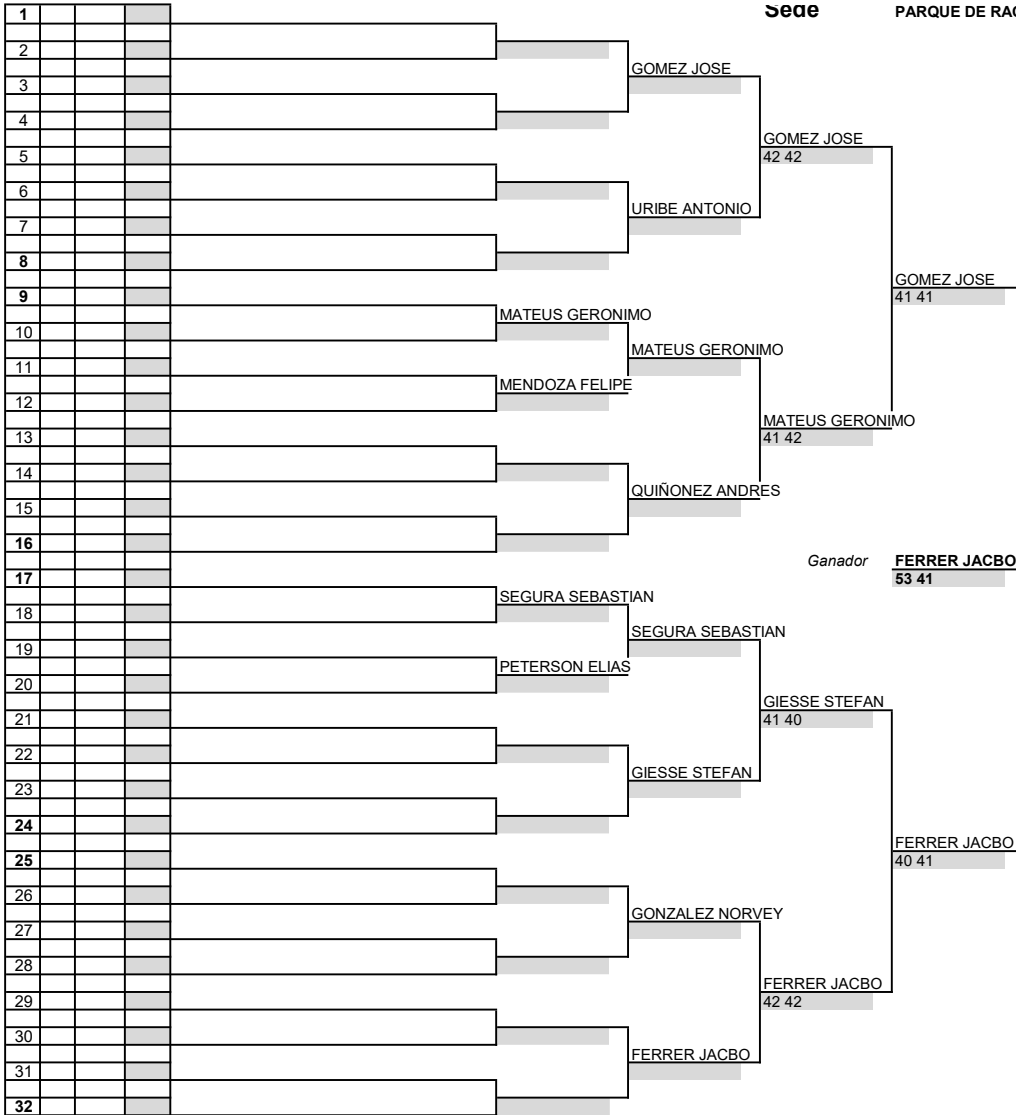 Sede PARQUE DE RAQ
1
2
GOMEZ JOSE
3
4
GOMEZ JOSE
5
42 42
6
URIBE ANTONIO
7
8
GOMEZ JOSE
9
41 41
MATEUS GERONIMO
10
MATEUS GERONIMO
11
MENDOZA FELIPE
12
MATEUS GERONIMO
13
41 42
14
QUIÑONEZ ANDRES
15
16
Ganador FERRER JACBO
17
53 41
SEGURA SEBASTIAN
18
SEGURA SEBASTIAN
19
PETERSON ELIAS
20
GIESSE STEFAN
21
41 40
22
GIESSE STEFAN
23
24
FERRER JACBO
25
40 41
26
GONZALEZ NORVEY
27
28
FERRER JACBO
29
42 42
30
FERRER JACBO
31
32